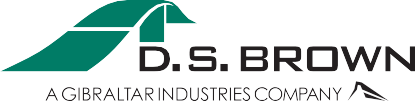 D.S. BROWN
A GIBRALTAR INDUSTRIES COMPANY